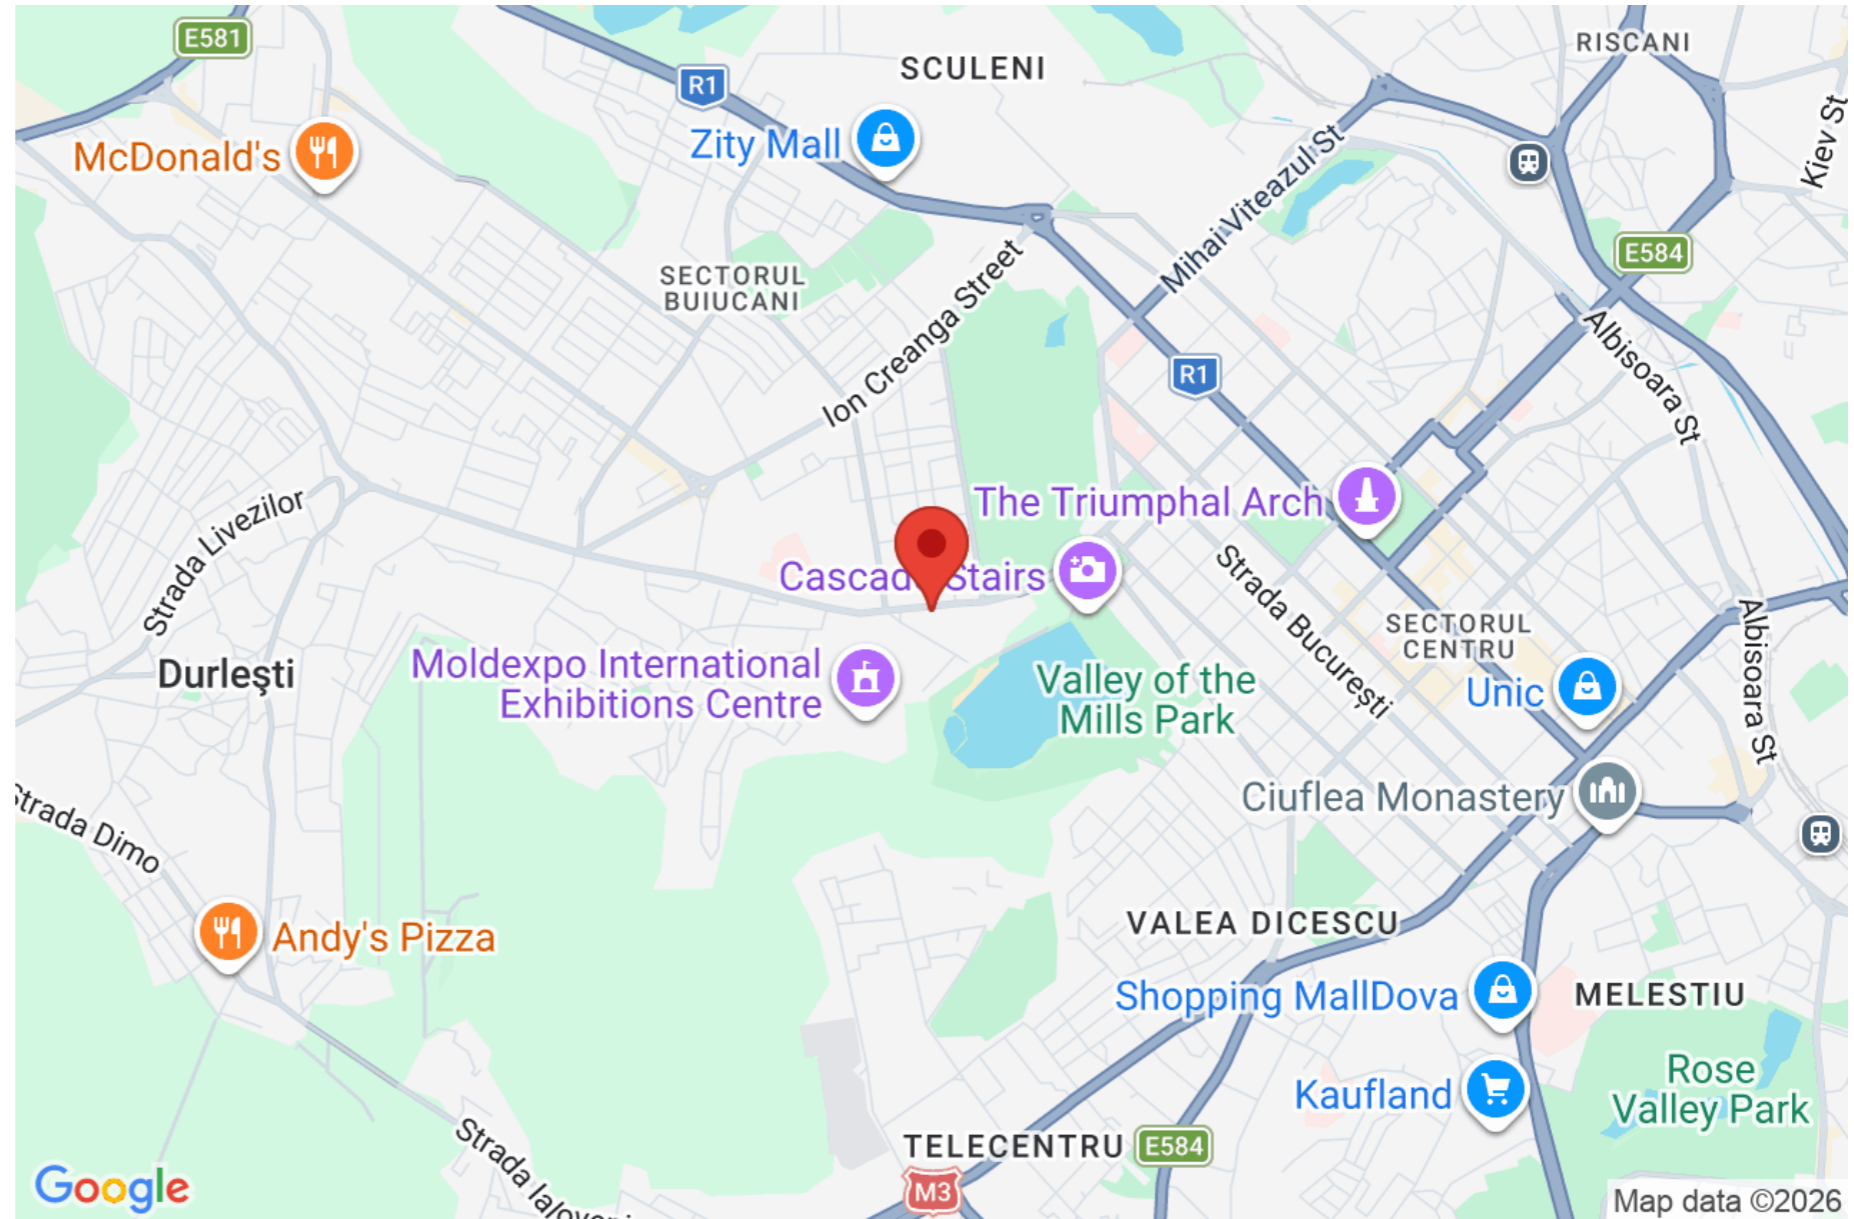 E581
SCULENI
RISCANI
R1
Zity Mall
McDonald's
Kiev St
Mihai Viteazul St
E584
SECTORUL
BUIUCANI
Ion Creanga Street
R1
Albisoara St
The Triumphal Arch
Strada Livezilor
Cascade Stairs
Strada București
SECTORUL
CENTRU
Albisoara St
Durleşti
Moldexpo International
Exhibitions Centre
Valley of the
Mills Park
Unic
Ciuflea Monastery
Strada Dimo
VALEA DICESCU
Andy's Pizza
Shopping MallDova
MELESTIU
Rose
Valley Park
Kaufland
TELECENTRU
E584
Strada
M3
Google
Map data ©2026